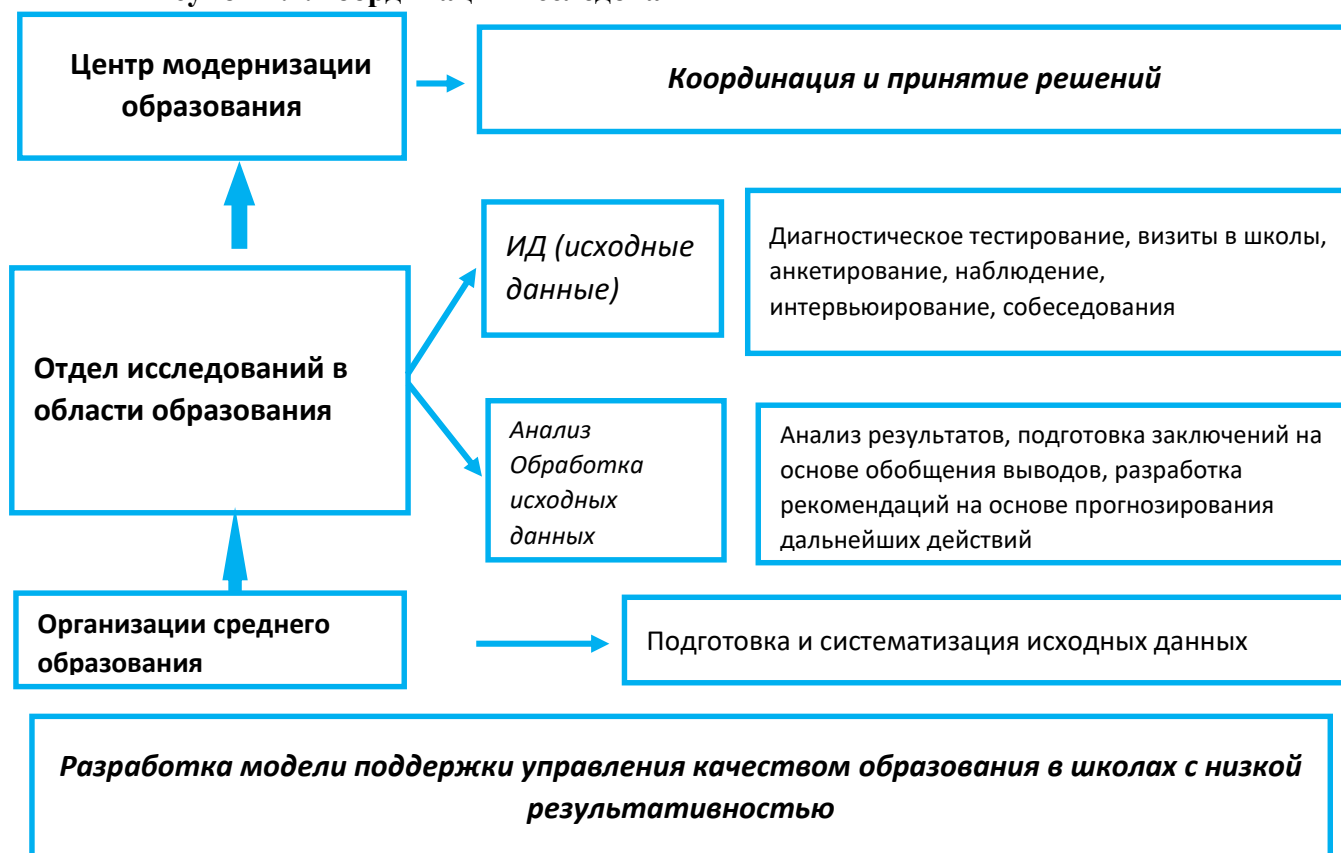 Центр модернизации
образования
Координация и принятие решений
ИД (исходные
данные)
Диагностическое тестирование, визиты в школы,
анкетирование, наблюдение,
интервьюирование, собеседования
Отдел исследований в
области образования
Анализ
Обработка
исходных
данных
Анализ результатов, подготовка заключений на
основе обобщения выводов, разработка
рекомендаций на основе прогнозирования
дальнейших действий
Организации среднего
образования
Подготовка и систематизация исходных данных
Разработка модели поддержки управления качеством образования в школах с низкой
результативностью